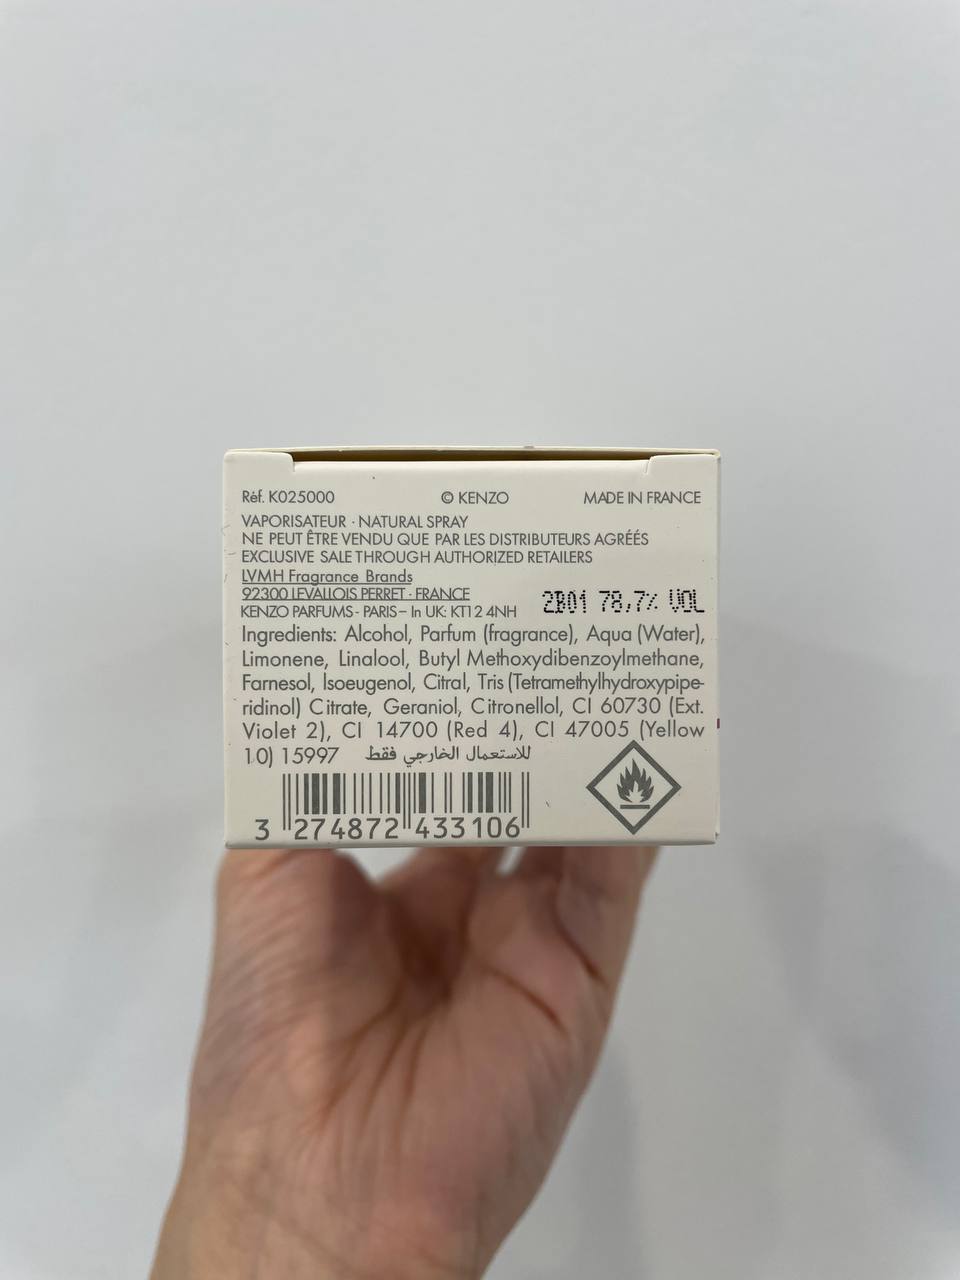 Réf. K025000 © KENZO MADE IN FRANCE
VAPORISATEUR · NATURAL SPRAY
NE PEUT ÊTRE VENDU QUE PAR LES DISTRIBUTEURS AGRÉÉS
EXCLUSIVE SALE THROUGH AUTHORIZED RETAILERS
LVMH Fragrance Brands
92300 LEVALLOIS PERRET - FRANCE
KENZO PARFUMS - PARIS – In UK: KT12 4NH 2B01 78,7% VOL
Ingredients: Alcohol, Parfum (fragrance), Aqua (Water),
Limonene, Linalool, Butyl Methoxydibenzoylmethane,
Farnesol, Isoeugenol, Citral, Tris (Tetramethylhydroxypipe-
ridinol) Citrate, Geraniol, Citronellol, CI 60730 (Ext.
Violet 2), CI 14700 (Red 4), CI 47005 (Yellow
10) 15997 للاستعمال الخارجي فقط
3 274872 433106